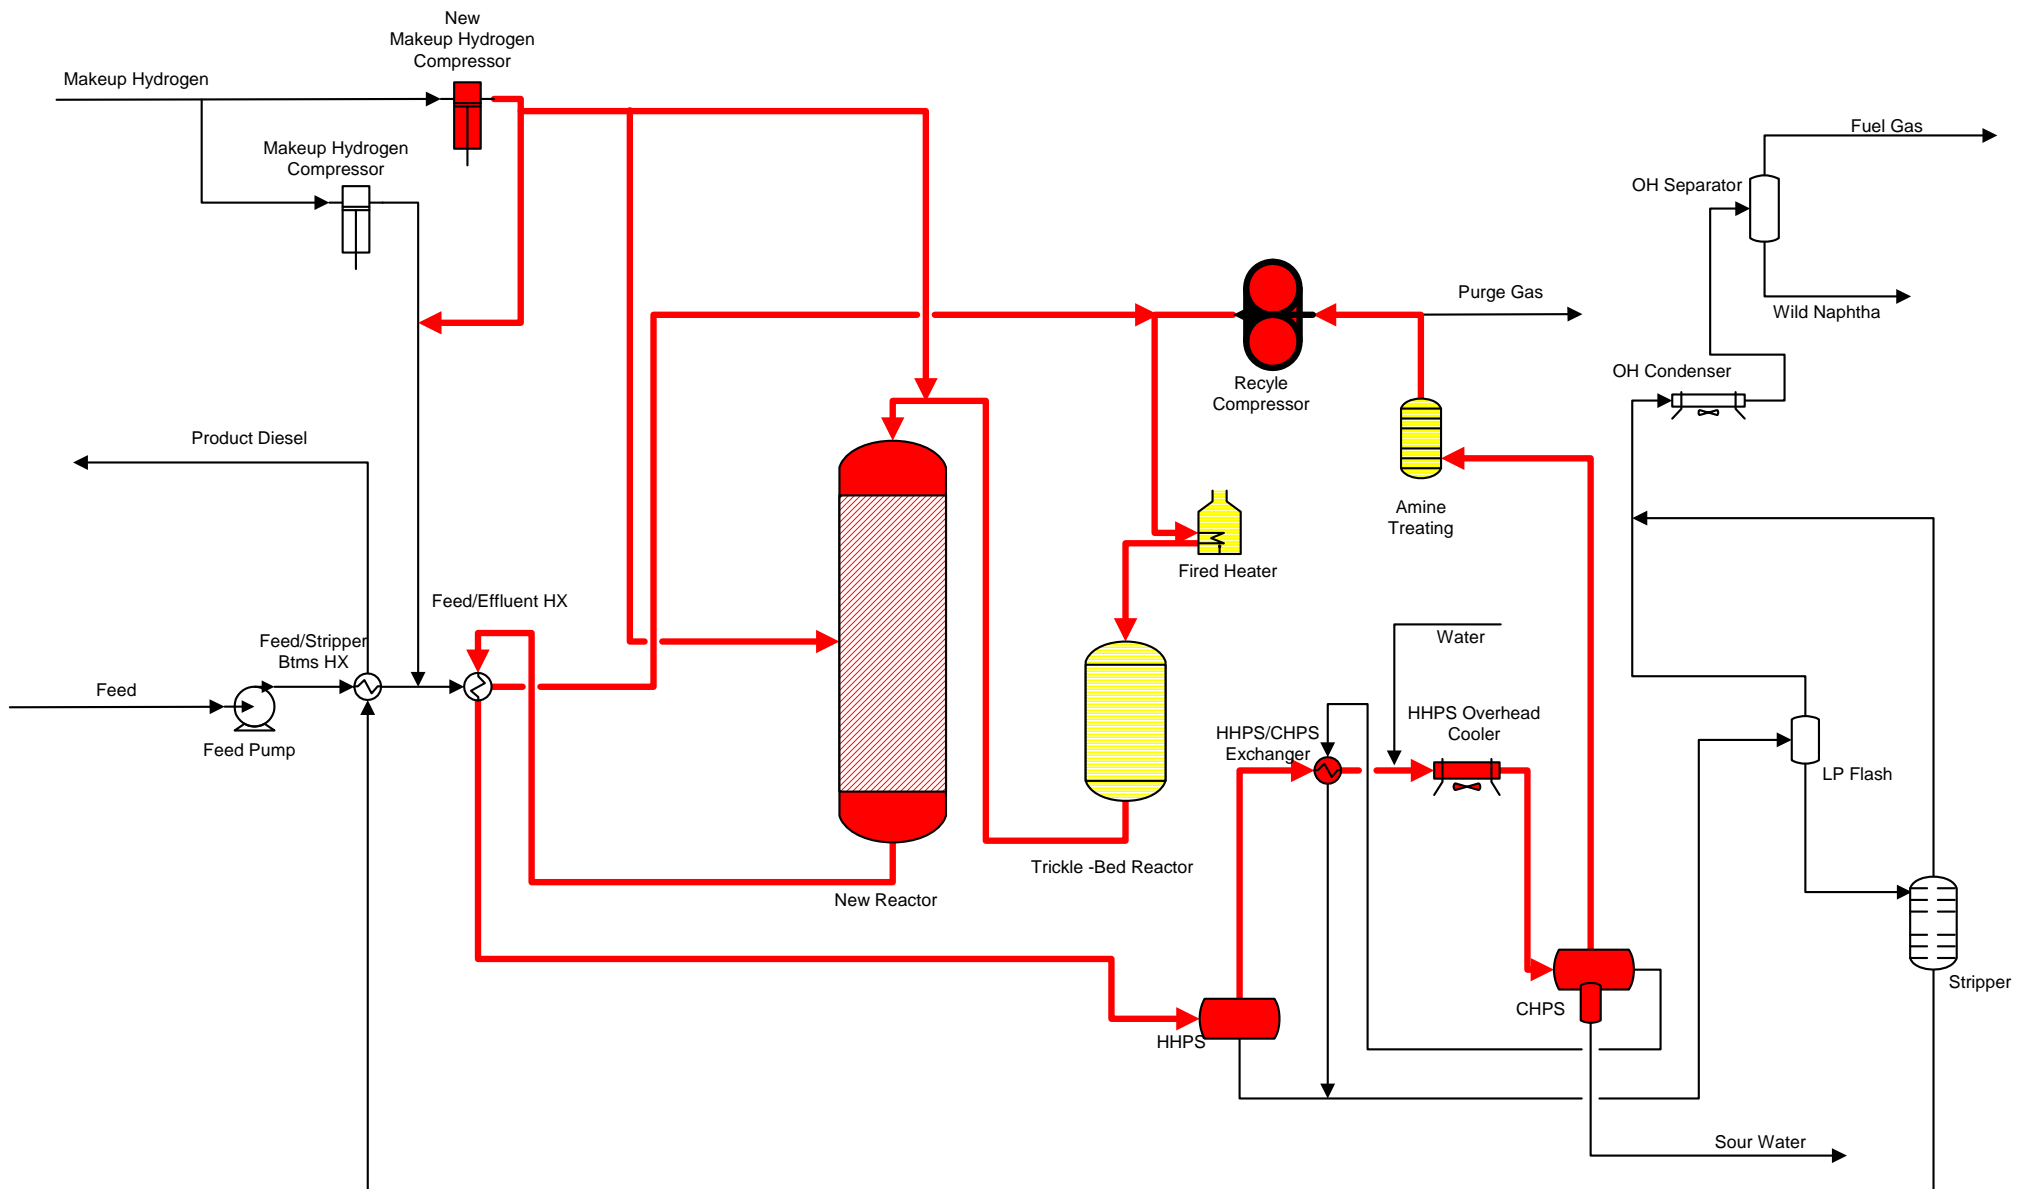 New
Makeup Hydrogen
Compressor
Makeup Hydrogen
Makeup Hydrogen
Compressor
Fuel Gas
OH Separator
Wild Naphtha
Purge Gas
OH Condenser
Recyle
Compressor
Product Diesel
Amine
Treating
Fired Heater
Feed/Effluent HX
Feed/Stripper
Btms HX
Water
Feed
Feed Pump
HHPS Overhead
Cooler
HHPS/CHPS
Exchanger
LP Flash
Trickle -Bed Reactor
New Reactor
Stripper
CHPS
HHPS
Sour Water